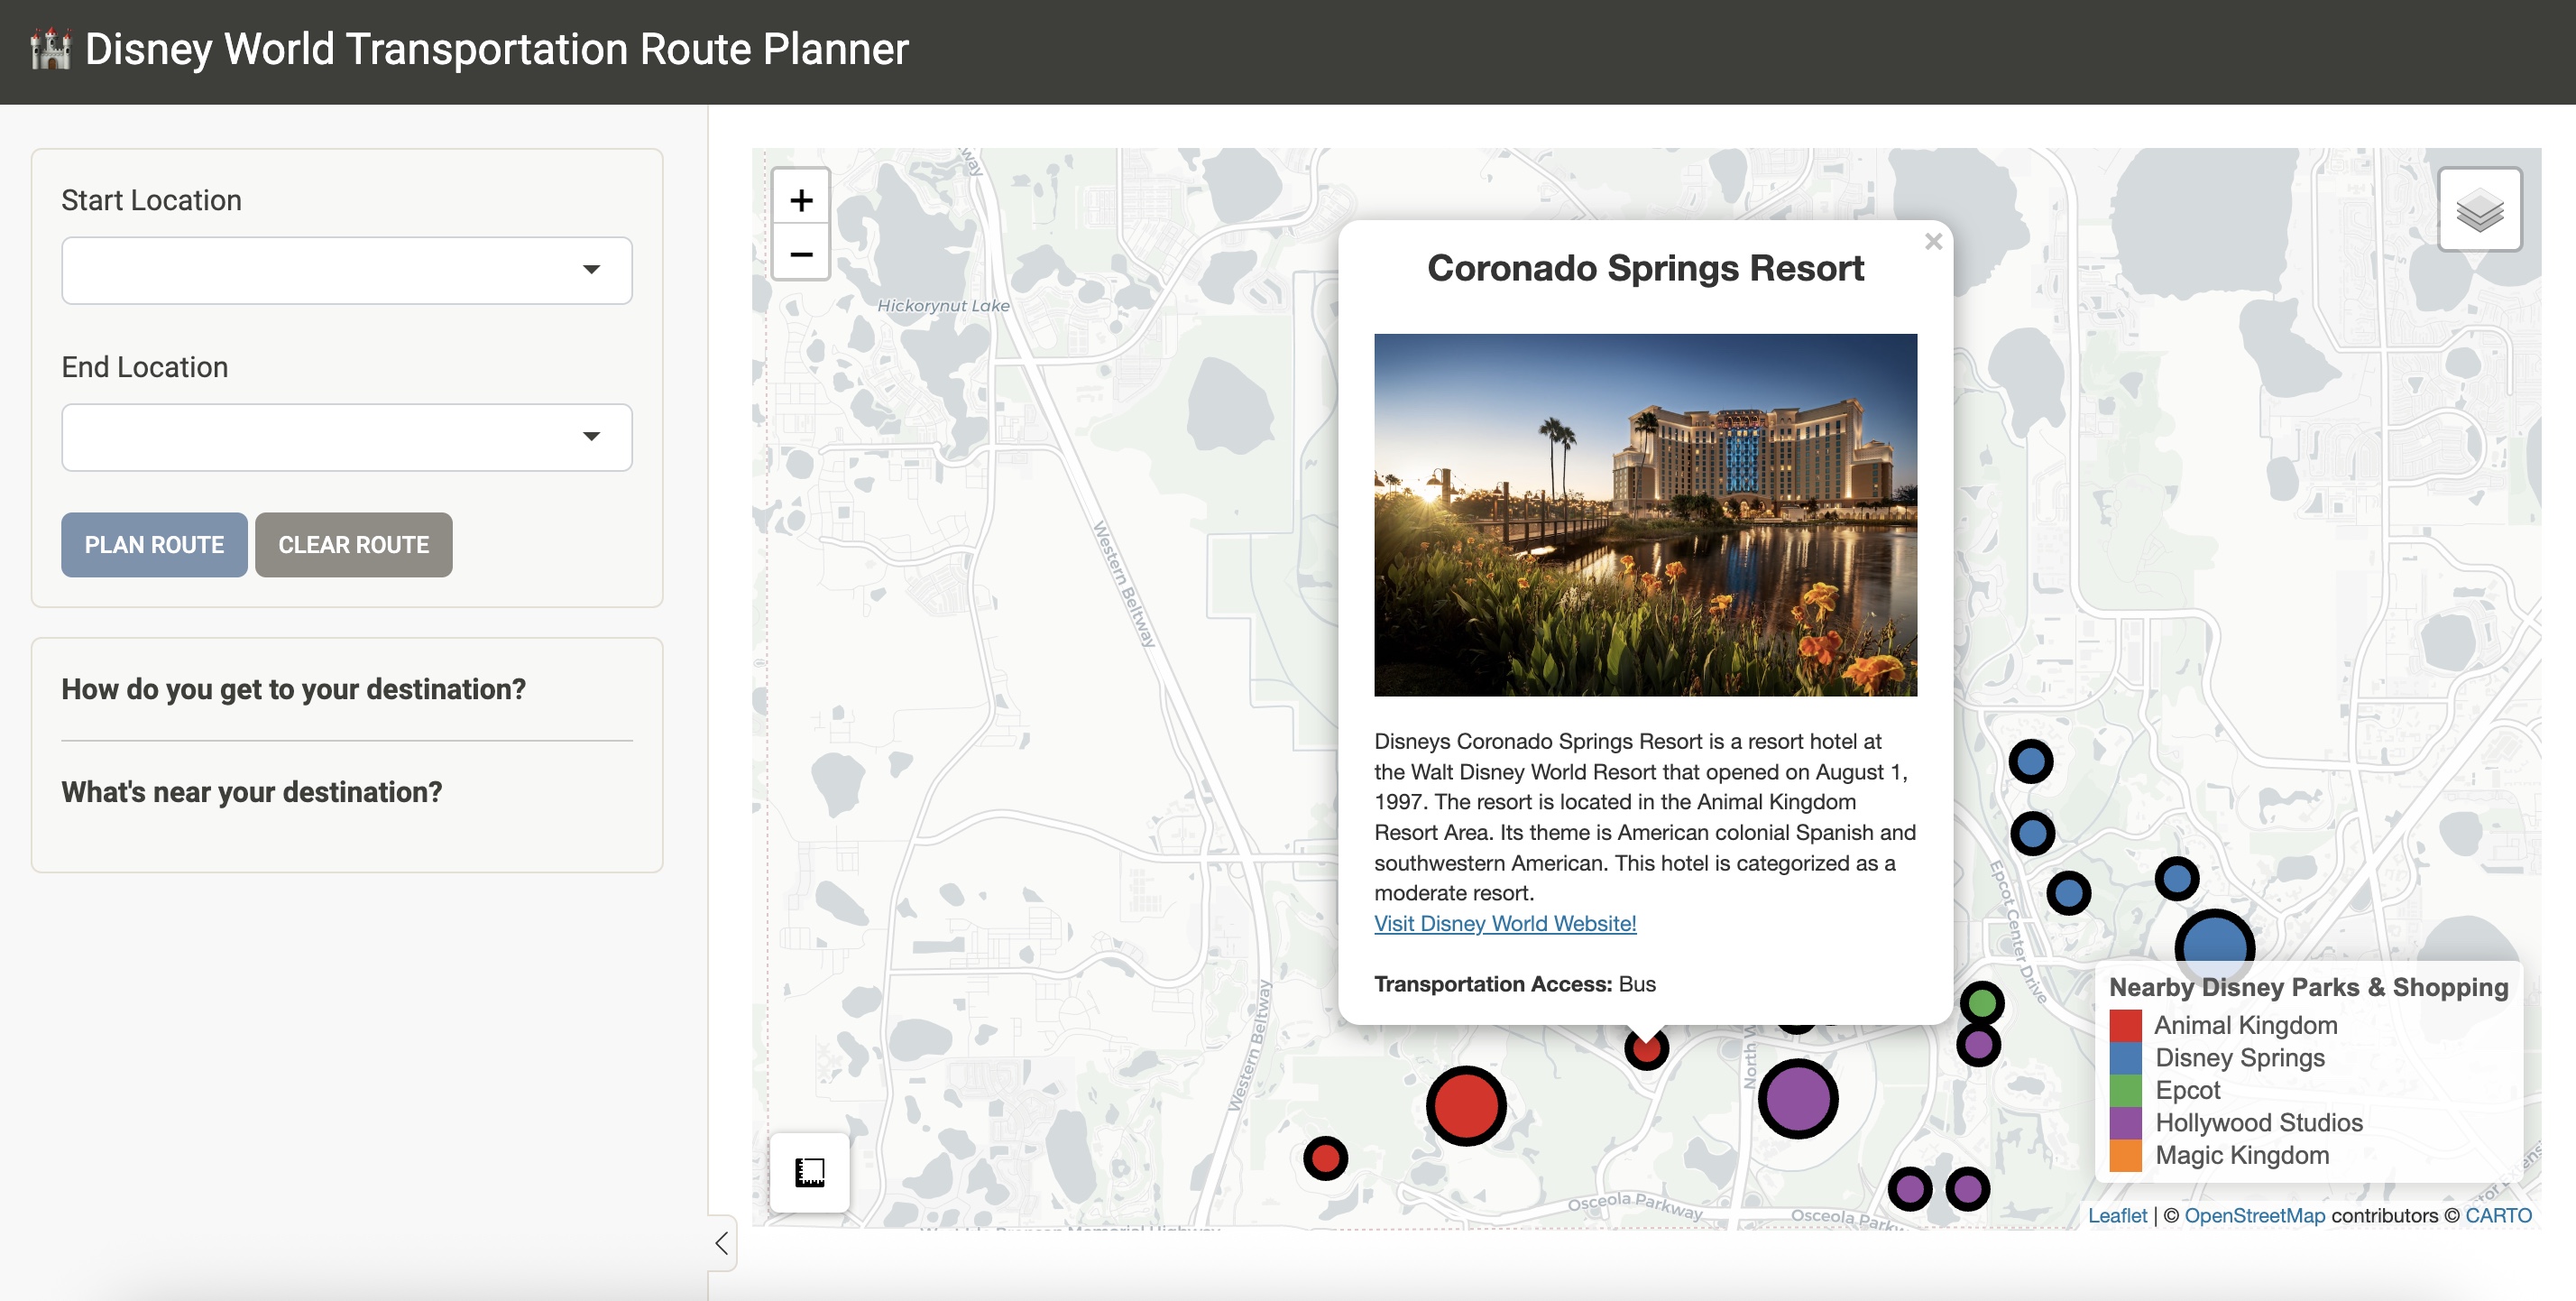 Disney World Transportation Route Planner
Start Location
End Location
PLAN ROUTE
CLEAR ROUTE
How do you get to your destination?
What's near your destination?
+
−
way
Hickorynut Lake
Western Beltway
Western Beltway
×
Coronado Springs Resort
Disneys Coronado Springs Resort is a resort hotel at
the Walt Disney World Resort that opened on August 1,
1997. The resort is located in the Animal Kingdom
Resort Area. Its theme is American colonial Spanish and
southwestern American. This hotel is categorized as a
moderate resort.
Visit Disney World Website!
Transportation Access: Bus
Epcot Center Drive
North W
Osceola Parkway
Osceola Parkw
Nearby Disney Parks & Shopping
Animal Kingdom
Disney Springs
Epcot
Hollywood Studios
Magic Kingdom
Leaflet | © OpenStreetMap contributors © CARTO